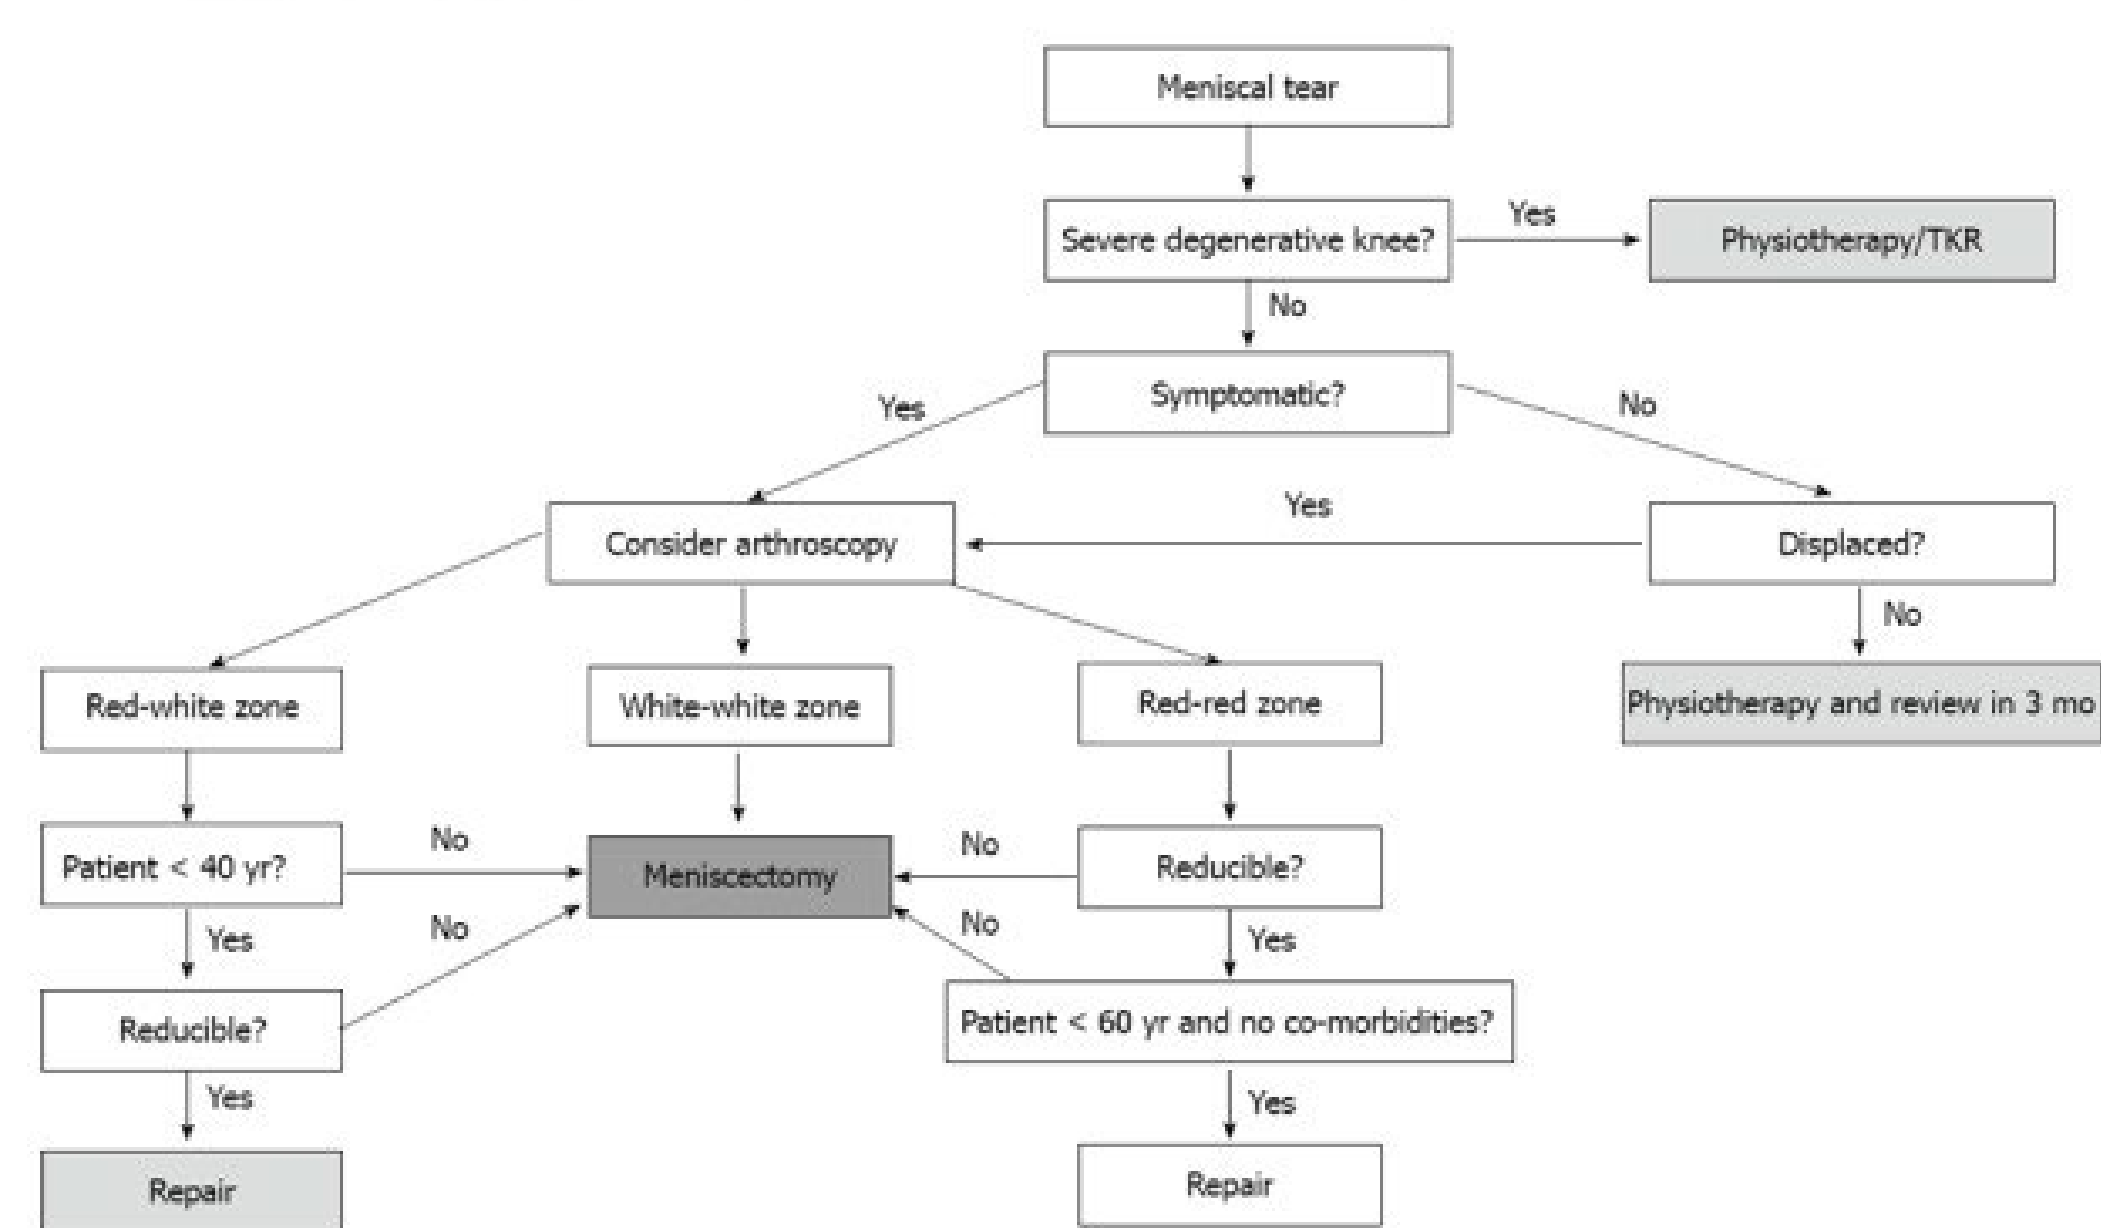 Meniscal tear
Severe degenerative knee?
Yes
Physiotherapy/TKR
No
Symptomatic?
Yes
No
Consider arthroscopy
Yes
Displaced?
No
Red-white zone
White-white zone
Red-red zone
Physiotherapy and review in 3 mo
Patient < 40 yr?
No
Meniscectomy
No
Reducible?
Yes
No
No
Yes
Reducible?
Patient < 60 yr and no co-morbidities?
Yes
Yes
Repair
Repair